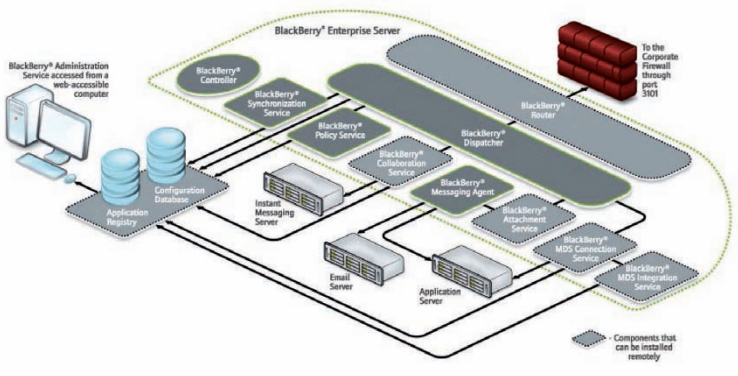 BlackBerry® Enterprise Server
To the
Corporate
Firewall
through
port
3101
BlackBerry® Administration
Service accessed from a
web-accessible
computer
BlackBerry®
Controller
BlackBerry®
Synchronization
Service
BlackBerry®
Policy Service
BlackBerry®
Router
BlackBerry®
Dispatcher
BlackBerry®
Collaboration
Service
BlackBerry®
Messaging Agent
BlackBerry®
Attachment
Service
BlackBerry®
MDS Connection
Service
BlackBerry®
MDS Integration
Service
Configuration
Database
Application
Registry
Instant
Messaging
Server
Email
Server
Application
Server
- Components that
can be installed
remotely